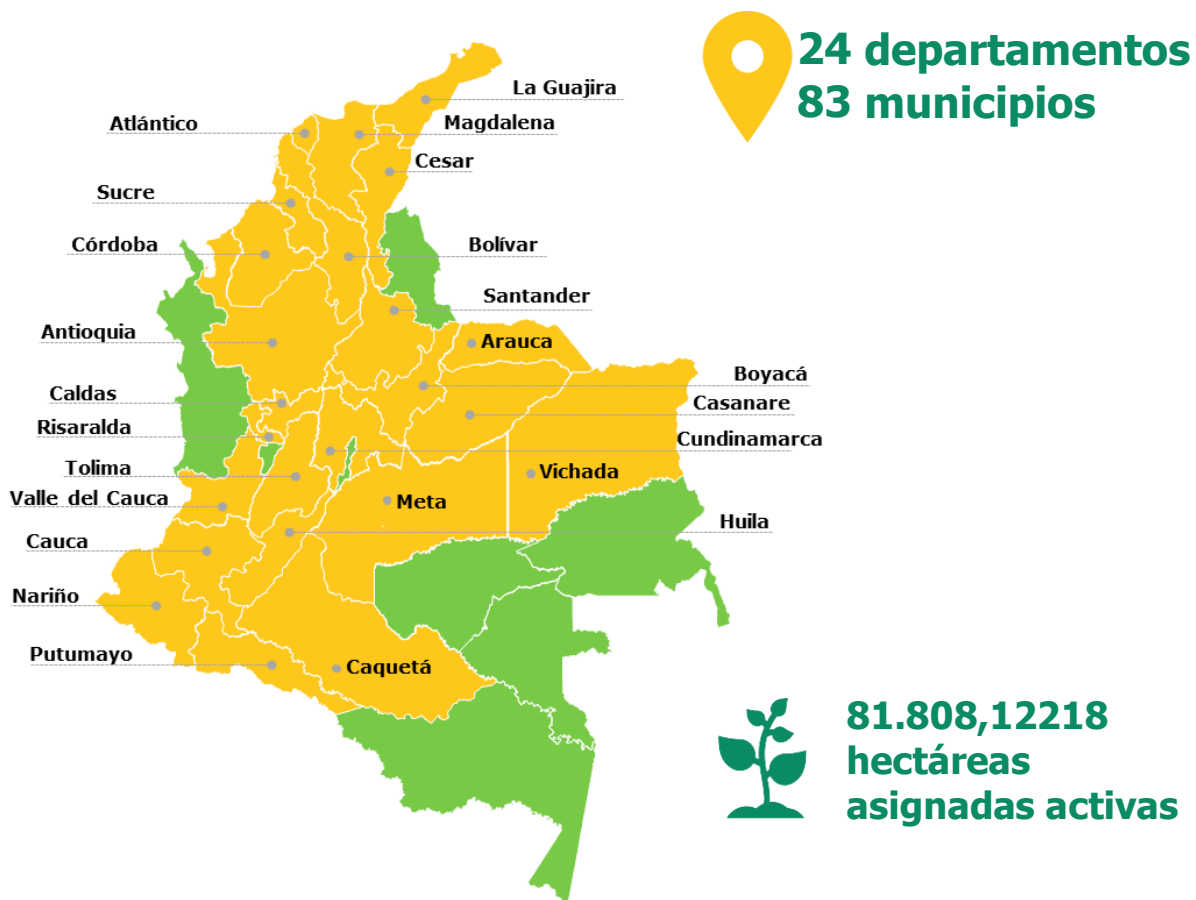 24 departamentos
83 municipios
La Guajira
Atlántico
Magdalena
Cesar
Sucre
Córdoba
Bolívar
Santander
Antioquia
Arauca
Boyacá
Caldas
Casanare
Risaralda
Cundinamarca
Tolima
Vichada
Valle del Cauca
Meta
Huila
Cauca
Nariño
Putumayo
Caquetá
81.808,12218
hectáreas
asignadas activas